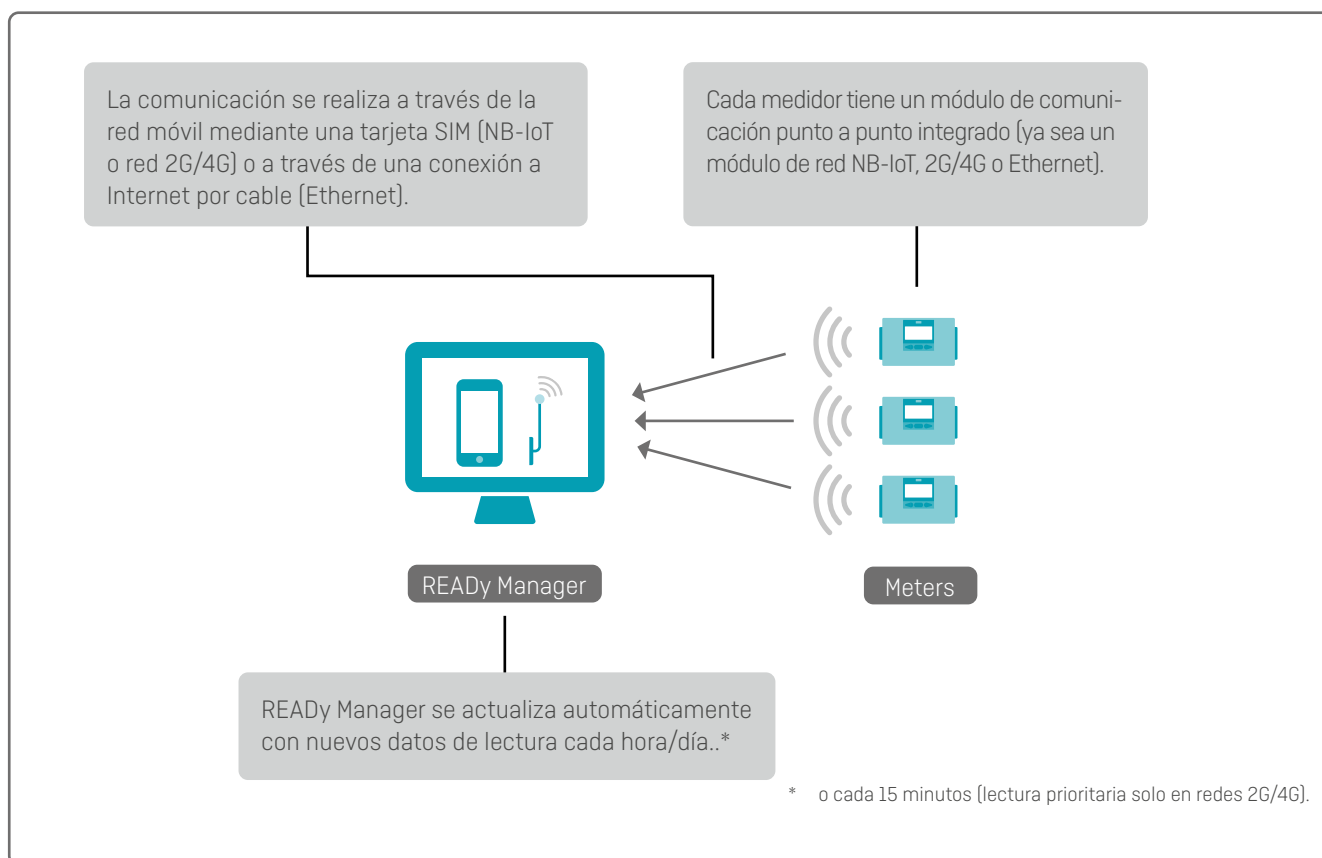 La comunicación se realiza a través de la
red móvil mediante una tarjeta SIM (NB-IoT
o red 2G/4G) o a través de una conexión a
Internet por cable (Ethernet).
Cada medidor tiene un módulo de comuni-
cación punto a punto integrado (ya sea un
módulo de red NB-IoT, 2G/4G o Ethernet).
READy Manager
Meters
READy Manager se actualiza automáticamente
con nuevos datos de lectura cada hora/día..*
* o cada 15 minutos (lectura prioritaria solo en redes 2G/4G).